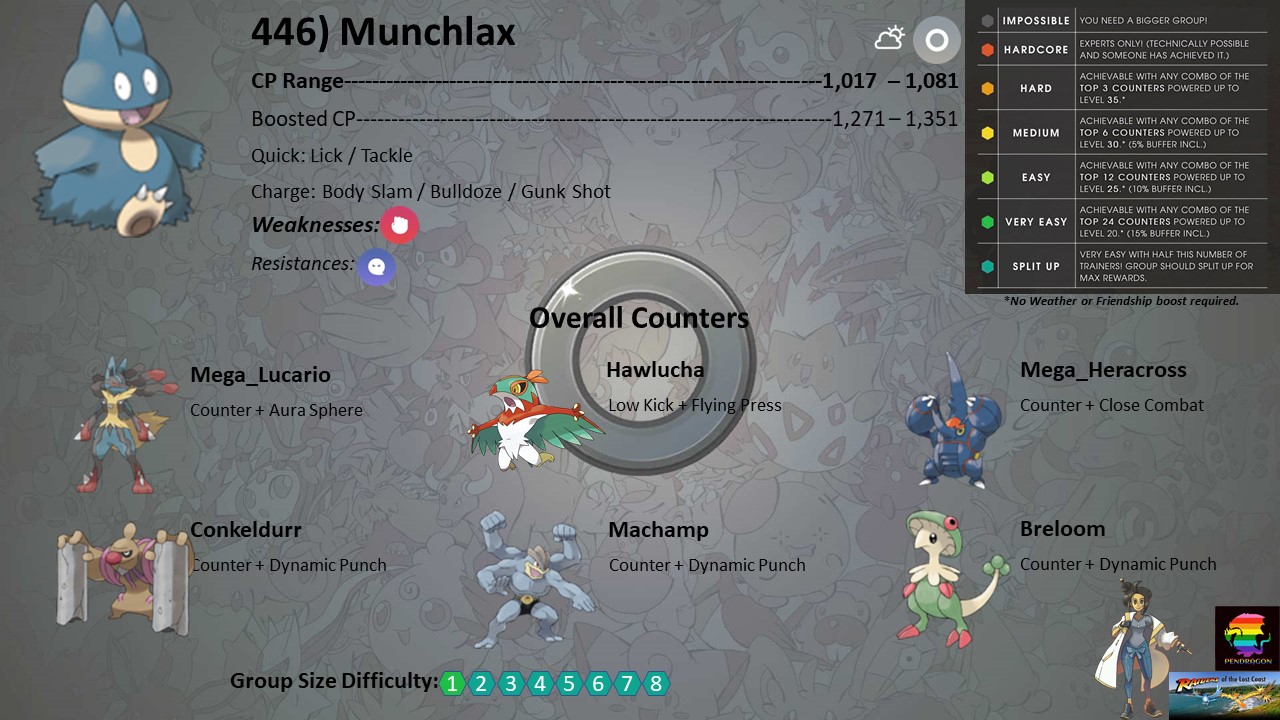 446) Munchlax
CP Range------------------------------------------------------------------1,017 – 1,081
Boosted CP------------------------------------------------------------------1,271 – 1,351
Quick: Lick / Tackle
Charge: Body Slam / Bulldoze / Gunk Shot
Weaknesses:
Resistances:
IMPOSSIBLE YOU NEED A BIGGER GROUP!
HARDCORE EXPERTS ONLY! (TECHNICALLY POSSIBLE
AND SOMEONE HAS ACHIEVED IT.)
HARD ACHIEVABLE WITH ANY COMBO OF THE
TOP 3 COUNTERS POWERED UP TO
LEVEL 35.*
MEDIUM ACHIEVABLE WITH ANY COMBO OF THE
TOP 6 COUNTERS POWERED UP TO
LEVEL 30.* (5% BUFFER INCL.)
EASY ACHIEVABLE WITH ANY COMBO OF THE
TOP 12 COUNTERS POWERED UP TO
LEVEL 25.* (10% BUFFER INCL.)
VERY EASY ACHIEVABLE WITH ANY COMBO OF THE
TOP 24 COUNTERS POWERED UP TO
LEVEL 20.* (15% BUFFER INCL.)
SPLIT UP VERY EASY WITH HALF THIS NUMBER OF
TRAINERS! GROUP SHOULD SPLIT UP FOR
MAX REWARDS.
*No Weather or Friendship boost required.
Overall Counters
Mega_Lucario
Counter + Aura Sphere
Hawlucha
Low Kick + Flying Press
Mega_Heracross
Counter + Close Combat
Conkeldurr
Counter + Dynamic Punch
Machamp
Counter + Dynamic Punch
Breloom
Counter + Dynamic Punch
Group Size Difficulty: 1 2 3 4 5 6 7 8
PENDROGON
RAIDERS of the Lost Coast